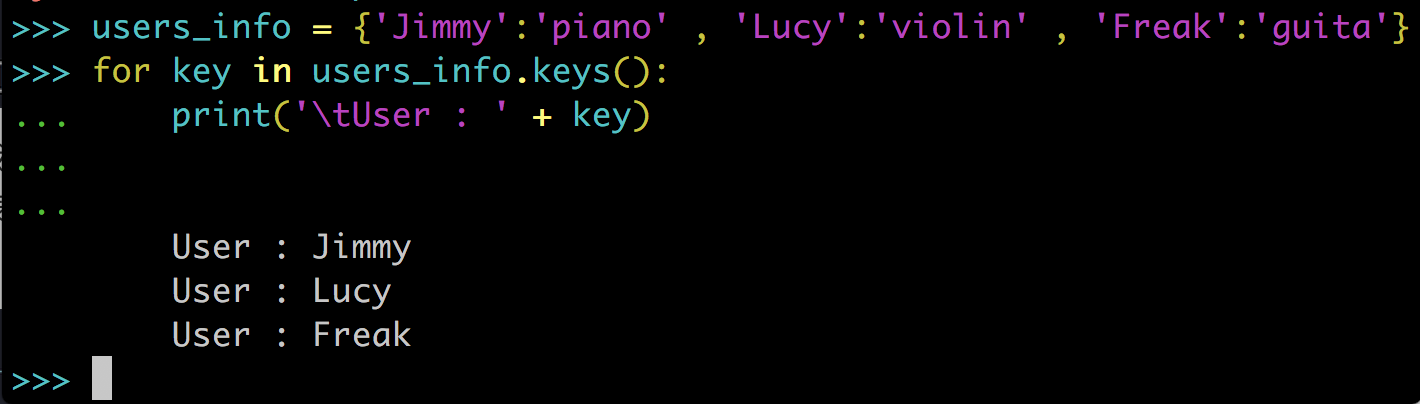 >>> users_info = {'Jimmy':'piano' , 'Lucy':'violin' , 'Freak':'guita'}
>>> for key in users_info.keys():
...     print('\tUser : ' + key)
...
...
        User : Jimmy
        User : Lucy
        User : Freak
>>>